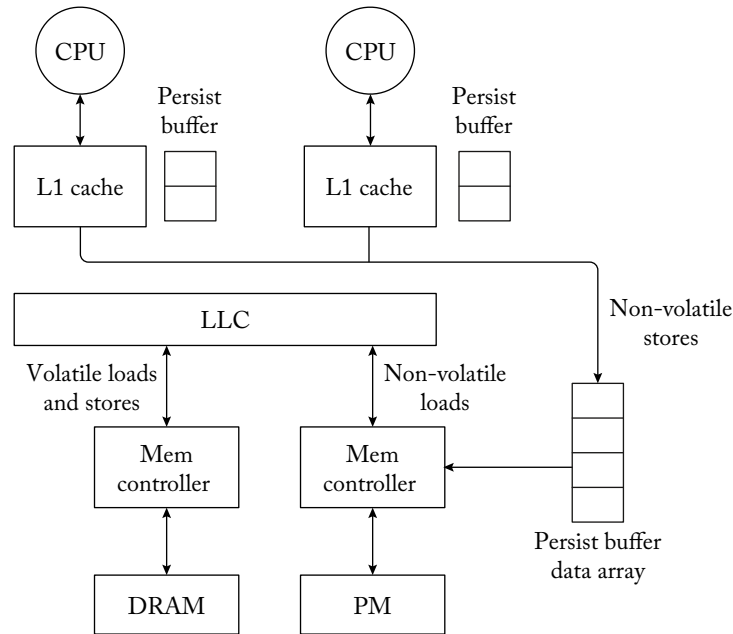 CPU
CPU
Persist
buffer
Persist
buffer
L1 cache
L1 cache
LLC
Non-volatile
stores
Volatile loads
and stores
Non-volatile
loads
Mem
controller
Mem
controller
Persist buffer
data array
DRAM
PM